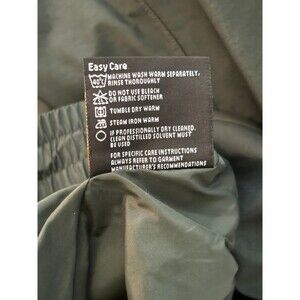 Easy Care
40° MACHINE WASH WARM SEPARATELY,
RINSE THOROUGHLY
DO NOT USE BLEACH
OR FABRIC SOFTENER
TUMBLE DRY WARM
STEAM IRON WARM
IF PROFESSIONALLY DRY CLEANED,
CLEAN DISTILLED SOLVENT MUST
BE USED
FOR SPECIFIC CARE INSTRUCTIONS
ALWAYS REFER TO GARMENT
MANUFACTURER'S RECOMMENDATIONS